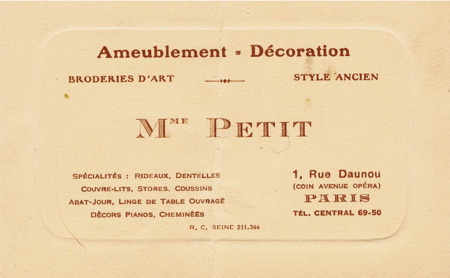 Ameublement - Décoration
BRODERIES D'ART STYLE ANCIEN
MME PETIT
SPÉCIALITÉS : RIDEAUX, DENTELLES
COUVRE-LITS, STORES, COUSSINS
ABAT-JOUR, LINGE DE TABLE OUVRAGÉ
DÉCORS PIANOS, CHEMINÉÈS
1, Rue Daunou
(COIN AVENUE OPÉRA)
PARIS
TÉL. CENTRAL 69-50
R. C. SEINE 211.344